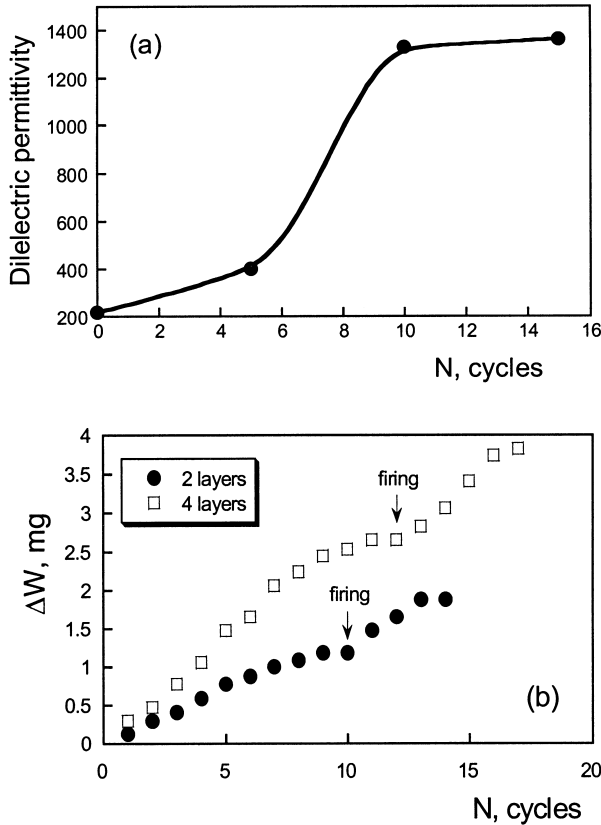 1400
(a)
1200
1000
800
600
400
200
Dilelectric permittivity
0 2 4 6 8 10 12 14 16
N, cycles
4
3.5
3
2.5
2
1.5
1
0.5
0
ΔW, mg
2 layers
4 layers
firing
firing
(b)
0 5 10 15 20
N, cycles